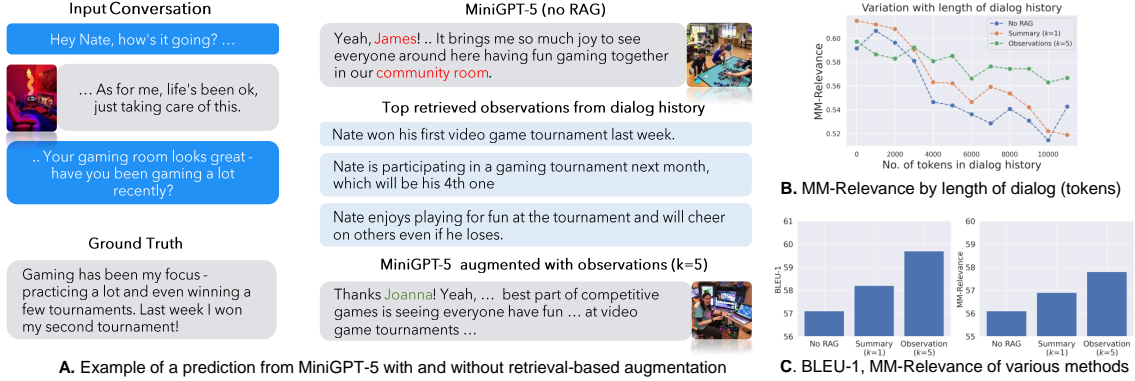 Input Conversation
Hey Nate, how's it going? ...
... As for me, life's been ok,
just taking care of this.
.. Your gaming room looks great -
have you been gaming a lot
recently?
Ground Truth
Gaming has been my focus -
practicing a lot and even winning a
few tournaments. Last week I won
my second tournament!
MiniGPT-5 (no RAG)
Yeah, James! .. It brings me so much joy to see
everyone around here having fun gaming together
in our community room.
Top retrieved observations from dialog history
Nate won his first video game tournament last week.
Nate is participating in a gaming tournament next month,
which will be his 4th one
Nate enjoys playing for fun at the tournament and will cheer
on others even if he loses.
MiniGPT-5 augmented with observations (k=5)
Thanks Joanna! Yeah, ... best part of competitive
games is seeing everyone have fun ... at video
game tournaments ...
A. Example of a prediction from MiniGPT-5 with and without retrieval-based augmentation
Variation with length of dialog history
No RAG
Summary (k=1)
Observations (k=5)
MM-Relevance
0.60
0.58
0.56
0.54
0.52
0 2000 4000 6000 8000 10000
No. of tokens in dialog history
B. MM-Relevance by length of dialog (tokens)
BLEU-1
61
60
59
58
57
56
No RAG Summary Observation
(k=1) (k=5)
MM-Relevance
60
59
58
57
56
55
No RAG Summary Observation
(k=1) (k=5)
C. BLEU-1, MM-Relevance of various methods